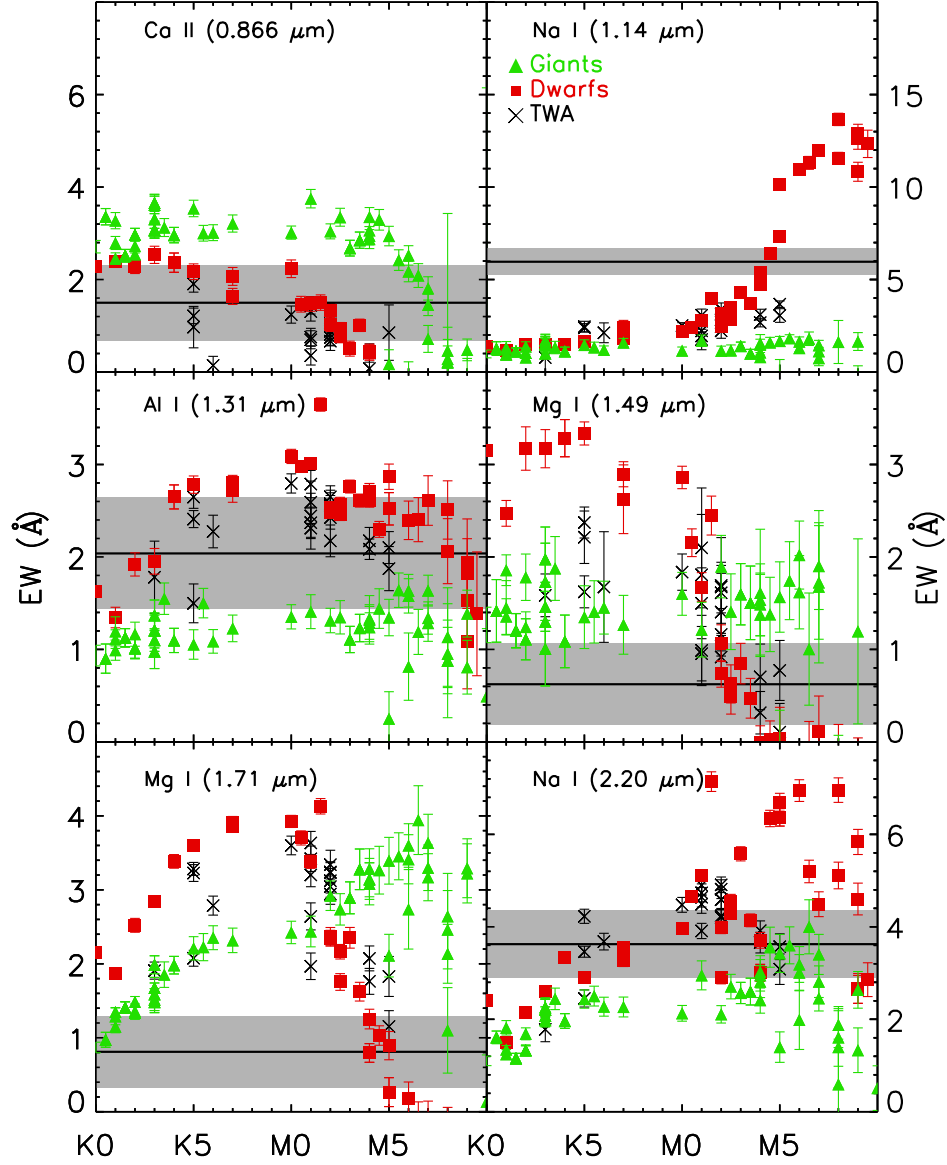 Ca II (0.866 μm)
Na I (1.14 μm)
Giants
Dwarfs
TWA
6
4
2
0
15
10
5
0
Al I (1.31 μm)
Mg I (1.49 μm)
3
2
1
0
EW (Å)
3
2
1
0
EW (Å)
Mg I (1.71 μm)
Na I (2.20 μm)
4
3
2
1
0
6
4
2
0
K0 K5 M0 M5 K0 K5 M0 M5